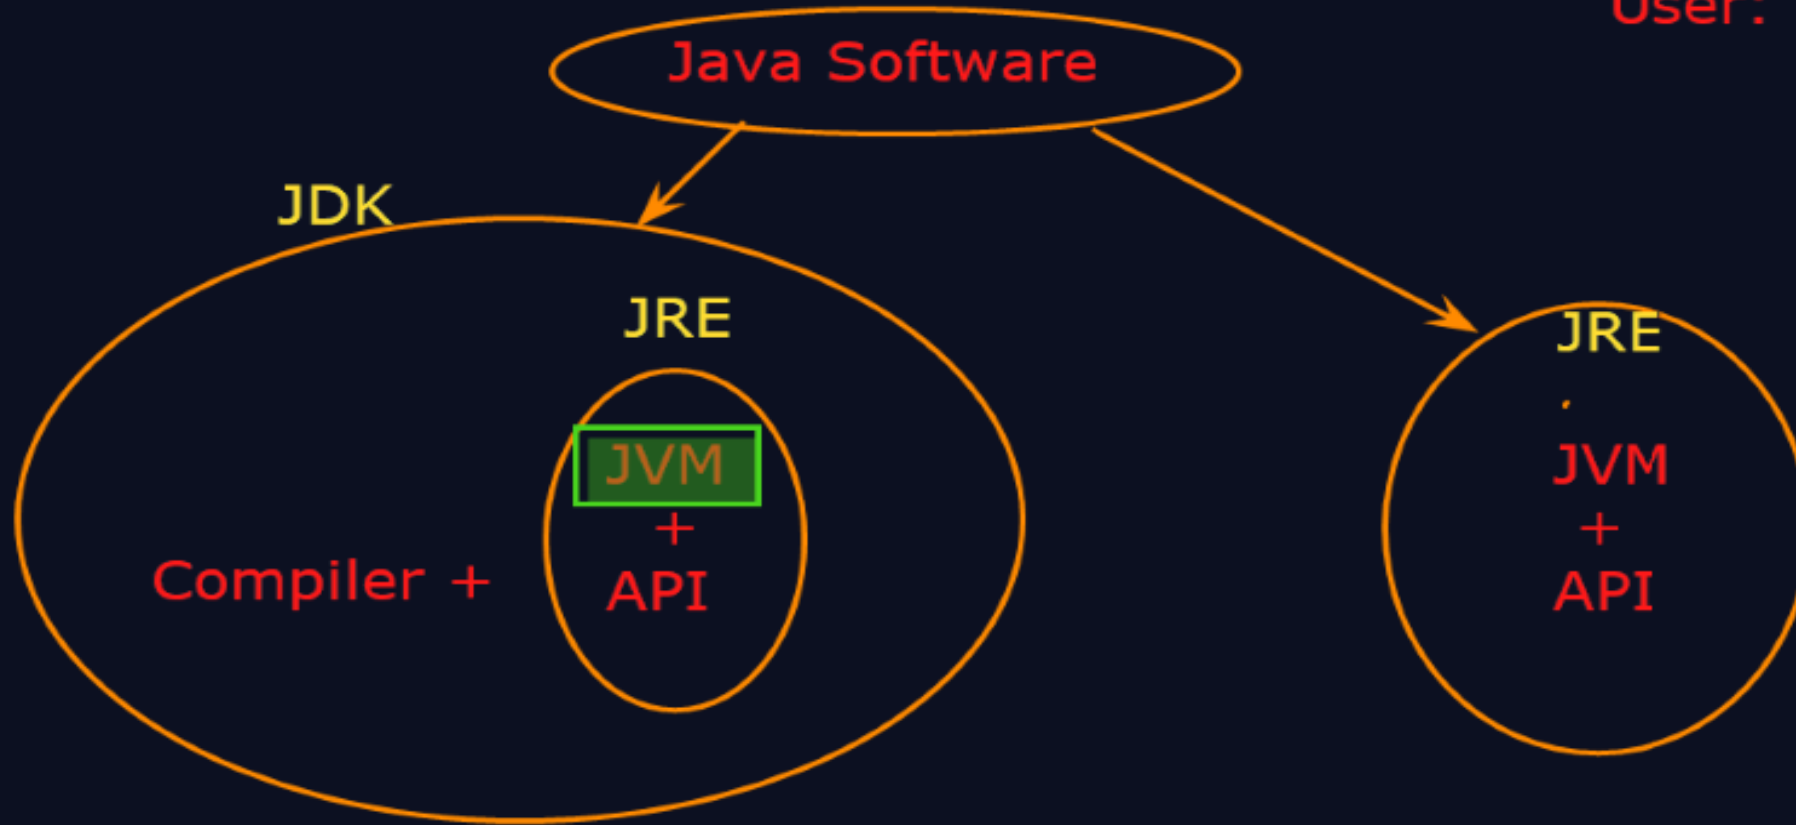 User:
Java Software
JDK
JRE
JVM
+
API
Compiler +
JRE
JVM
+
API